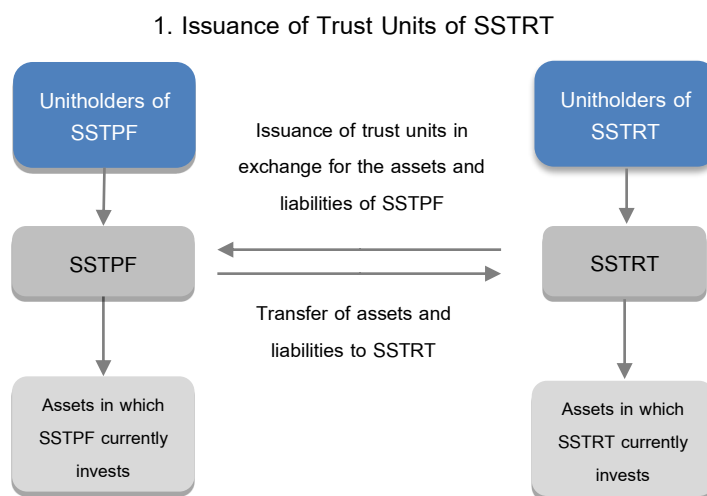 1. Issuance of Trust Units of SSTRT
Unitholders of
SSTPF
Unitholders of
SSTRT
Issuance of trust units in
exchange for the assets and
liabilities of SSTPF
SSTPF
SSTRT
Transfer of assets and
liabilities to SSTRT
Assets in which
SSTPF currently
invests
Assets in which
SSTRT currently
invests